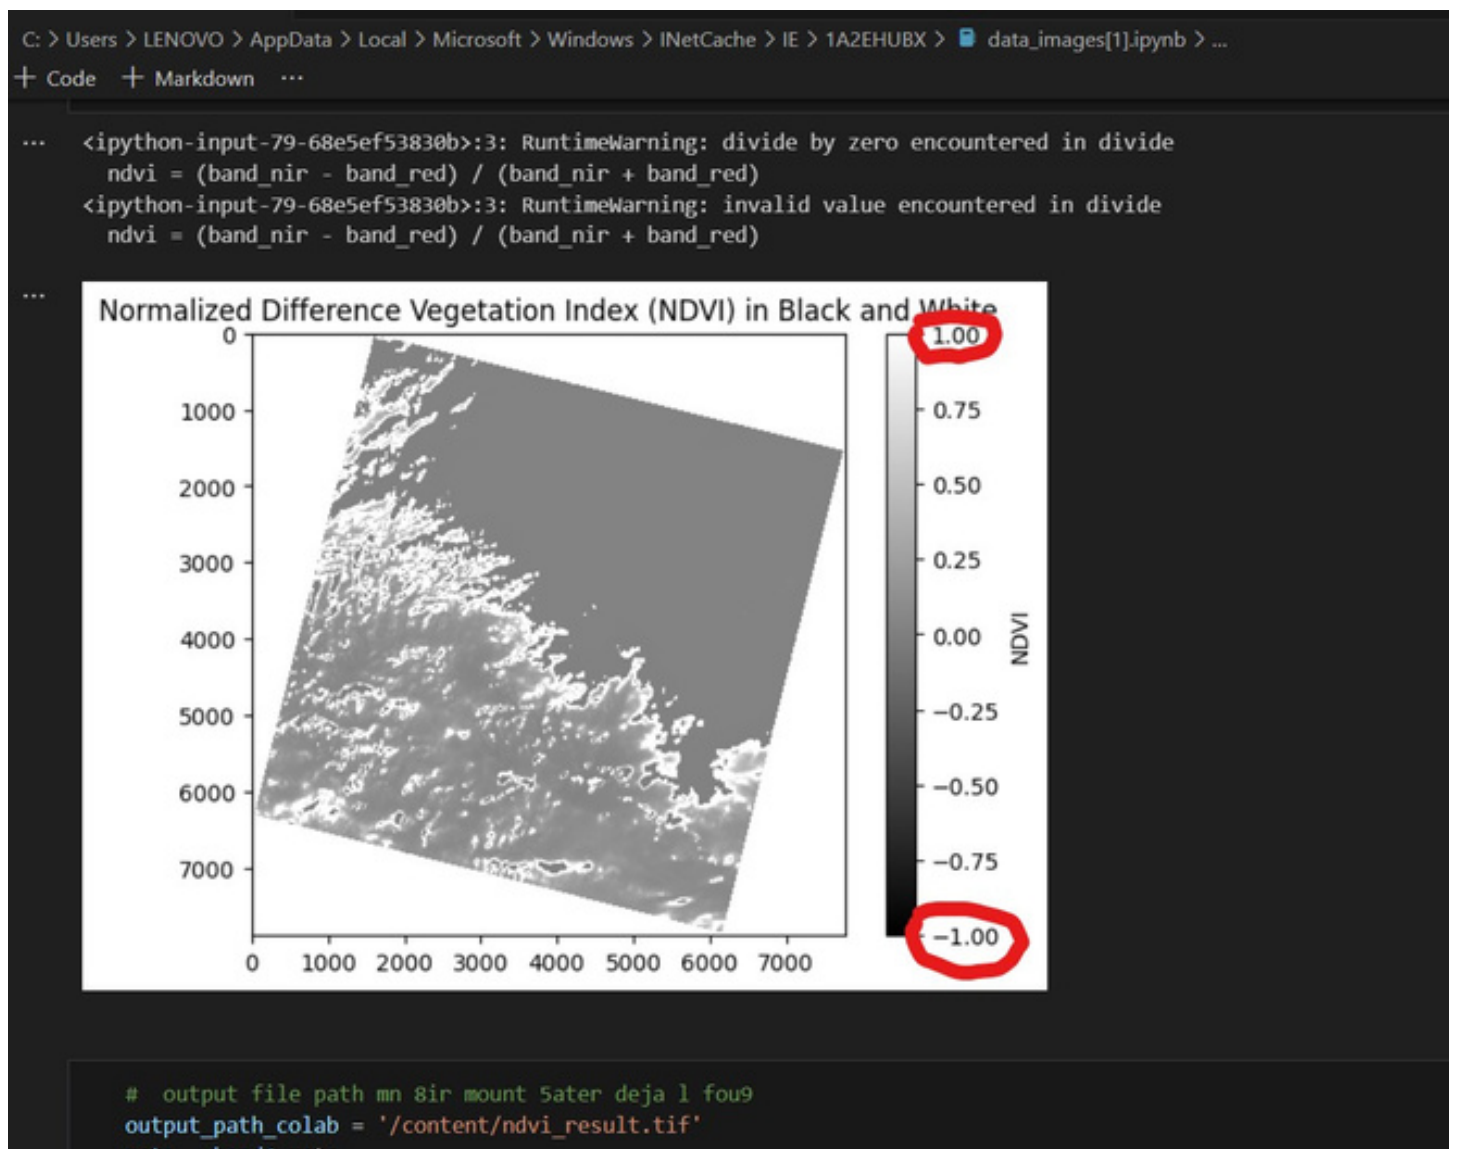 C: > Users > LENOVO > AppData > Local > Microsoft > Windows > INetCache > IE > 1A2EHUBX > data_images[1].ipynb > ...
+ Code + Markdown ...
... <ipython-input-79-68e5ef53830b>:3: RuntimeWarning: divide by zero encountered in divide
ndvi = (band_nir - band_red) / (band_nir + band_red)
<ipython-input-79-68e5ef53830b>:3: RuntimeWarning: invalid value encountered in divide
ndvi = (band_nir - band_red) / (band_nir + band_red)
...
Normalized Difference Vegetation Index (NDVI) in Black and White
0
1000
2000
3000
4000
5000
6000
7000
0 1000 2000 3000 4000 5000 6000 7000
1.00
0.75
0.50
0.25
0.00
−0.25
−0.50
−0.75
−1.00
NDVI
# output file path mn 8ir mount 5ater deja l fou9
output_path_colab = '/content/ndvi_result.tif'